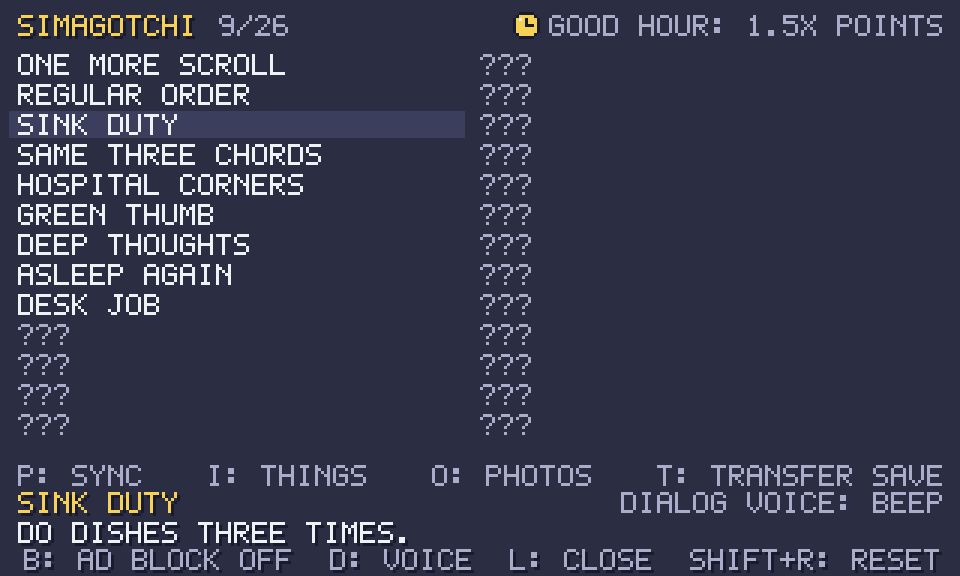 SIMAGOTCHI 9/26 GOOD HOUR: 1.5X POINTS
ONE MORE SCROLL ???
REGULAR ORDER ???
SINK DUTY ???
SAME THREE CHORDS ???
HOSPITAL CORNERS ???
GREEN THUMB ???
DEEP THOUGHTS ???
ASLEEP AGAIN ???
DESK JOB ???
??? ???
??? ???
??? ???
??? ???
P: SYNC I: THINGS O: PHOTOS T: TRANSFER SAVE
SINK DUTY DIALOG VOICE: BEEP
DO DISHES THREE TIMES.
B: AD BLOCK OFF D: VOICE L: CLOSE SHIFT+R: RESET